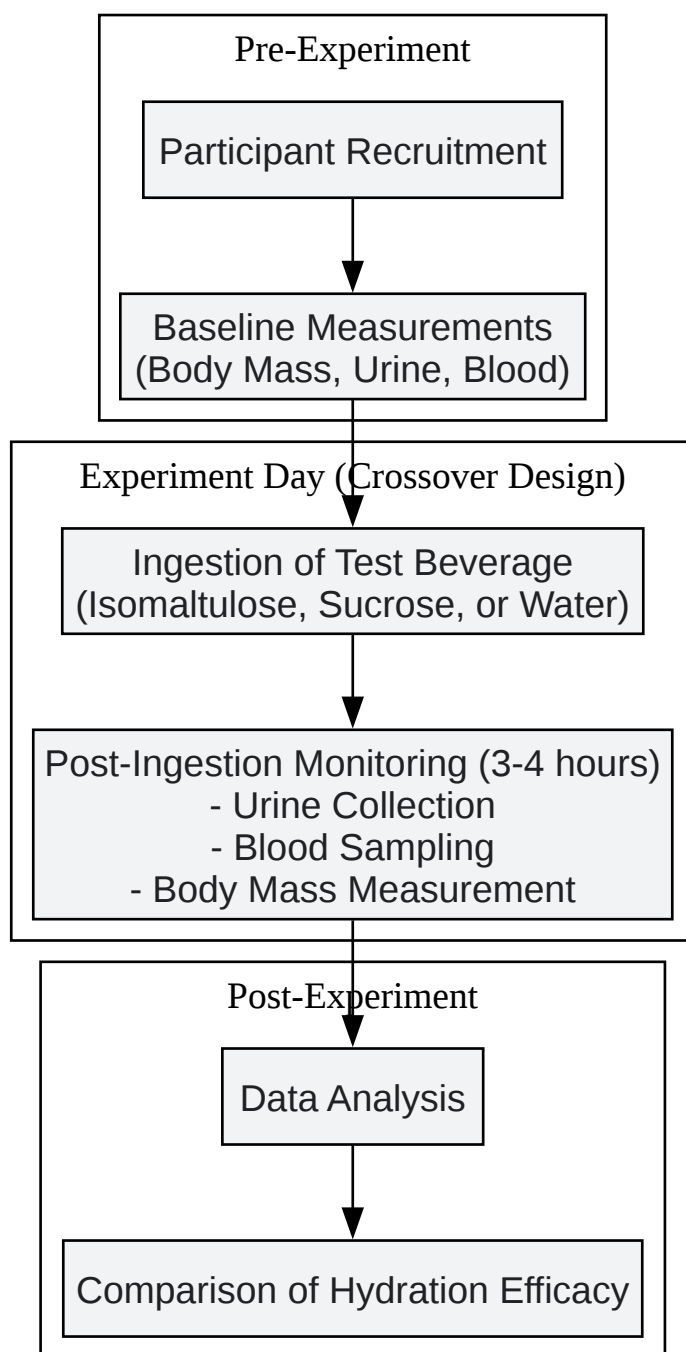 Pre-Experiment
Participant Recruitment
Baseline Measurements
(Body Mass, Urine, Blood)
Experiment Day (Crossover Design)
Ingestion of Test Beverage
(Isomaltulose, Sucrose, or Water)
Post-Ingestion Monitoring (3-4 hours)
- Urine Collection
- Blood Sampling
- Body Mass Measurement
Post-Experiment
Data Analysis
Comparison of Hydration Efficacy